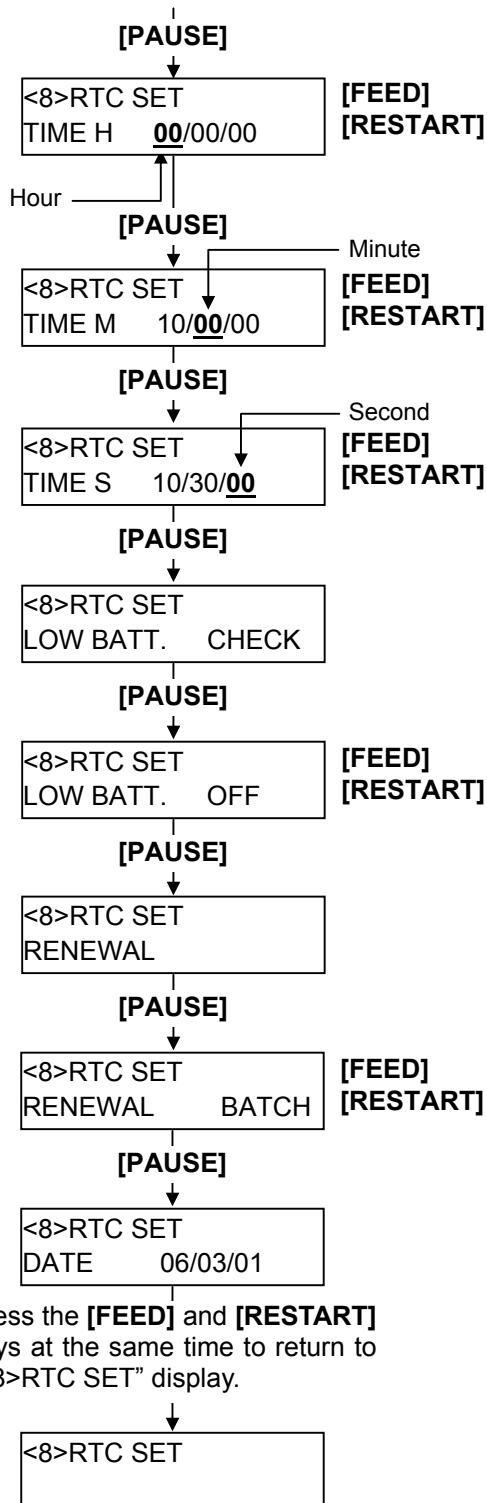 [PAUSE]
<8>RTC SET
TIME H 00/00/00
[FEED]
[RESTART]
Hour
[PAUSE]
Minute
<8>RTC SET
TIME M 10/00/00
[FEED]
[RESTART]
[PAUSE]
Second
<8>RTC SET
TIME S 10/30/00
[FEED]
[RESTART]
[PAUSE]
<8>RTC SET
LOW BATT. CHECK
[PAUSE]
<8>RTC SET
LOW BATT. OFF
[FEED]
[RESTART]
[PAUSE]
<8>RTC SET
RENEWAL
[PAUSE]
<8>RTC SET
RENEWAL BATCH
[FEED]
[RESTART]
[PAUSE]
<8>RTC SET
DATE 06/03/01
ess the [FEED] and [RESTART]
ys at the same time to return to
8>RTC SET” display.
<8>RTC SET